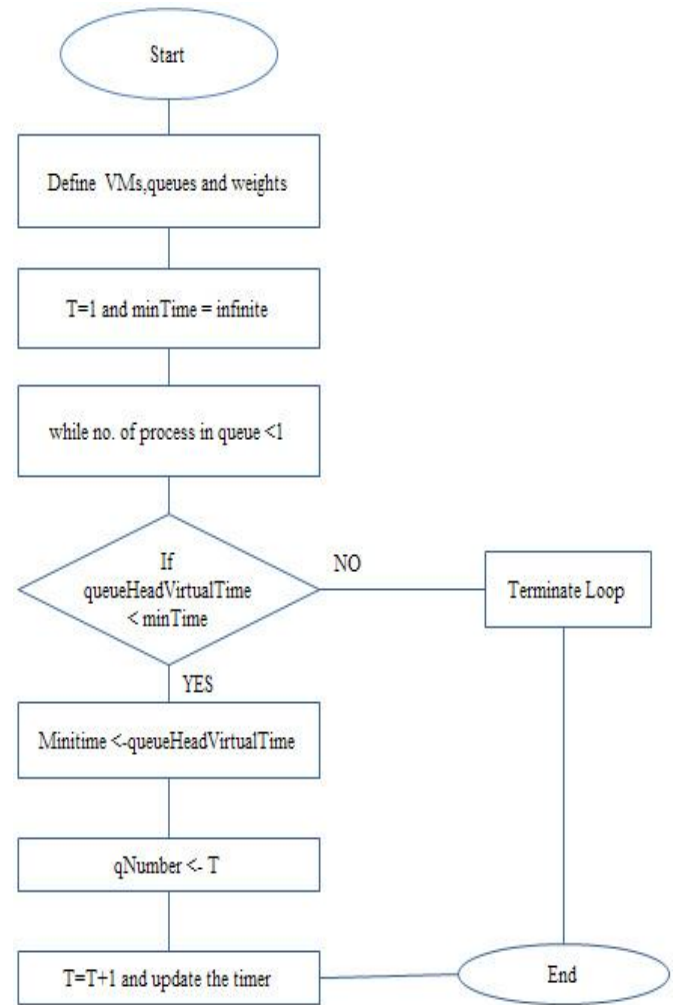 Start
Define VMs,queues and weights
T=1 and minTime = infinite
while no. of process in queue <1
If
queueHeadVirtualTime
< minTime
NO
Terminate Loop
YES
Minitime <-queueHeadVirtualTime
qNumber <- T
T=T+1 and update the timer
End